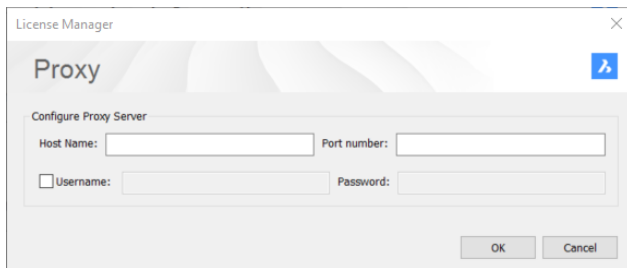 License Manager
Proxy
Configure Proxy Server
Host Name: Port number:
Username: Password:
OK Cancel